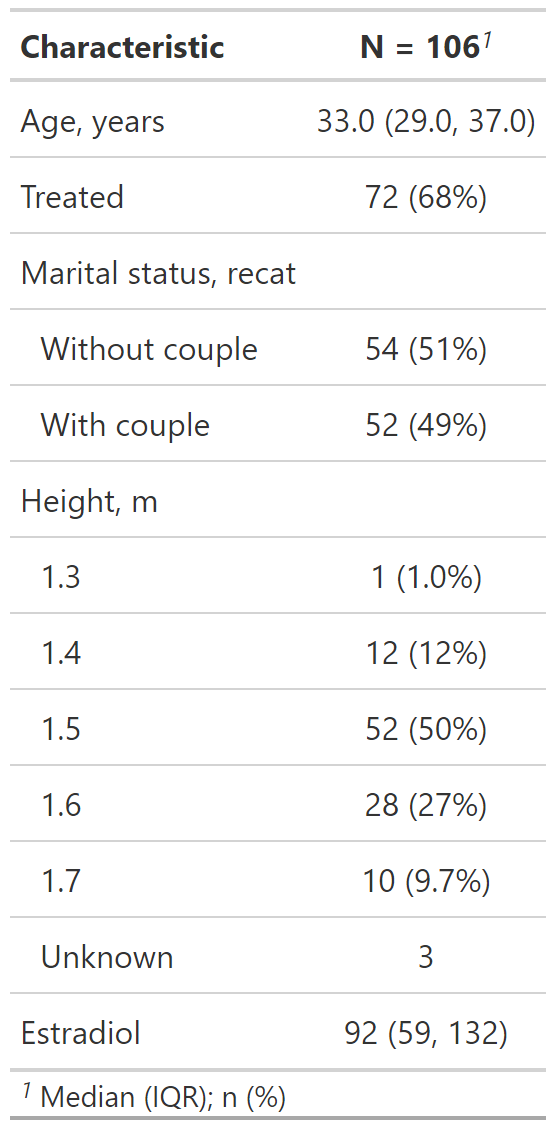 Characteristic N = 106¹
Age, years 33.0 (29.0, 37.0)
Treated 72 (68%)
Marital status, recat
Without couple 54 (51%)
With couple 52 (49%)
Height, m
1.3 1 (1.0%)
1.4 12 (12%)
1.5 52 (50%)
1.6 28 (27%)
1.7 10 (9.7%)
Unknown 3
Estradiol 92 (59, 132)
¹ Median (IQR); n (%)